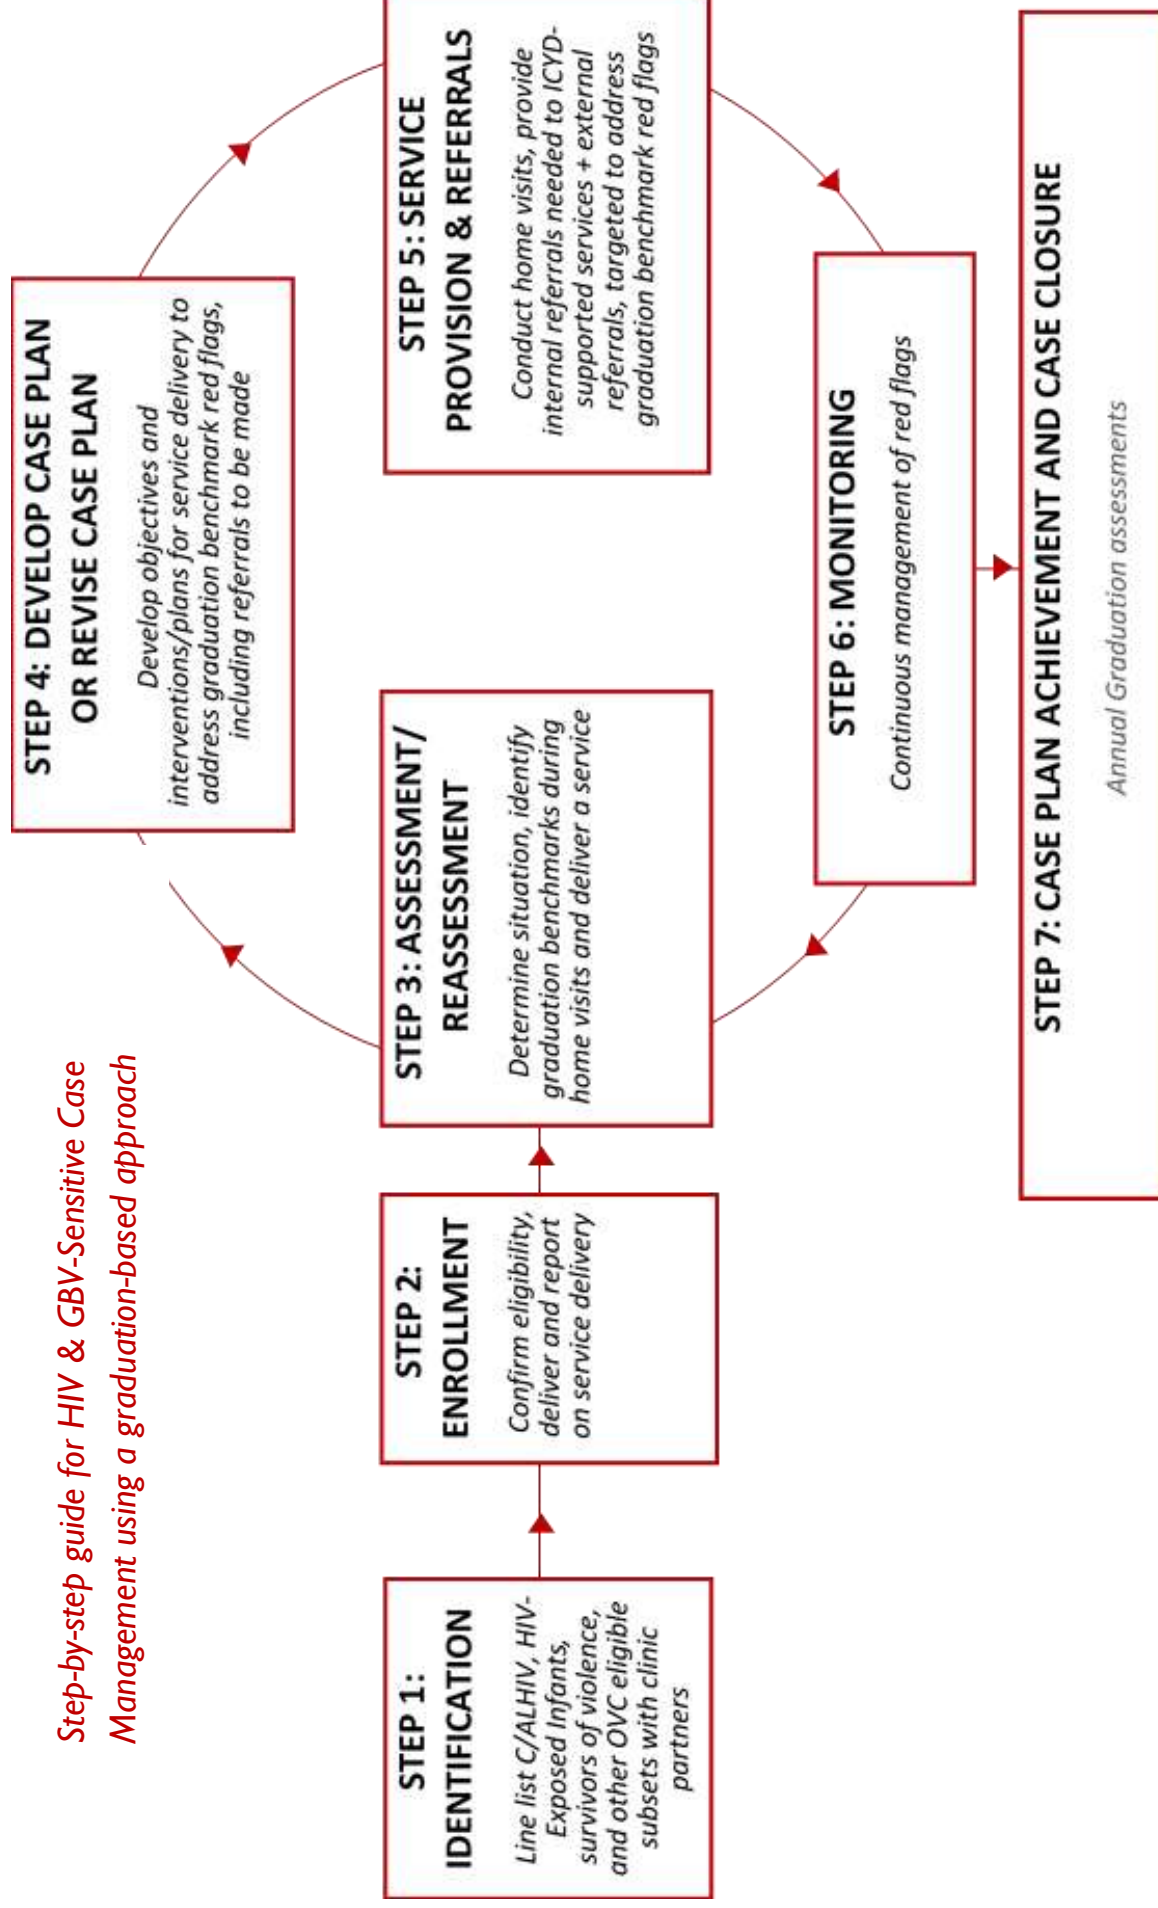 Step-by-step guide for HIV & GBV-Sensitive Case
Management using a graduation-based approach
STEP 1:
IDENTIFICATION
Line list C/ALHIV, HIV-
Exposed Infants,
survivors of violence,
and other OVC eligible
subsets with clinic
partners
STEP 2:
ENROLLMENT
Confirm eligibility,
deliver and report
on service delivery
STEP 3: ASSESSMENT/
REASSESSMENT
Determine situation, identify
graduation benchmarks during
home visits and deliver a service
STEP 4: DEVELOP CASE PLAN
OR REVISE CASE PLAN
Develop objectives and
interventions/plans for service delivery to
address graduation benchmark red flags,
including referrals to be made
STEP 5: SERVICE
PROVISION & REFERRALS
Conduct home visits, provide
internal referrals needed to ICYD-
supported services + external
referrals, targeted to address
graduation benchmark red flags
STEP 6: MONITORING
Continuous management of red flags
STEP 7: CASE PLAN ACHIEVEMENT AND CASE CLOSURE
Annual Graduation assessments